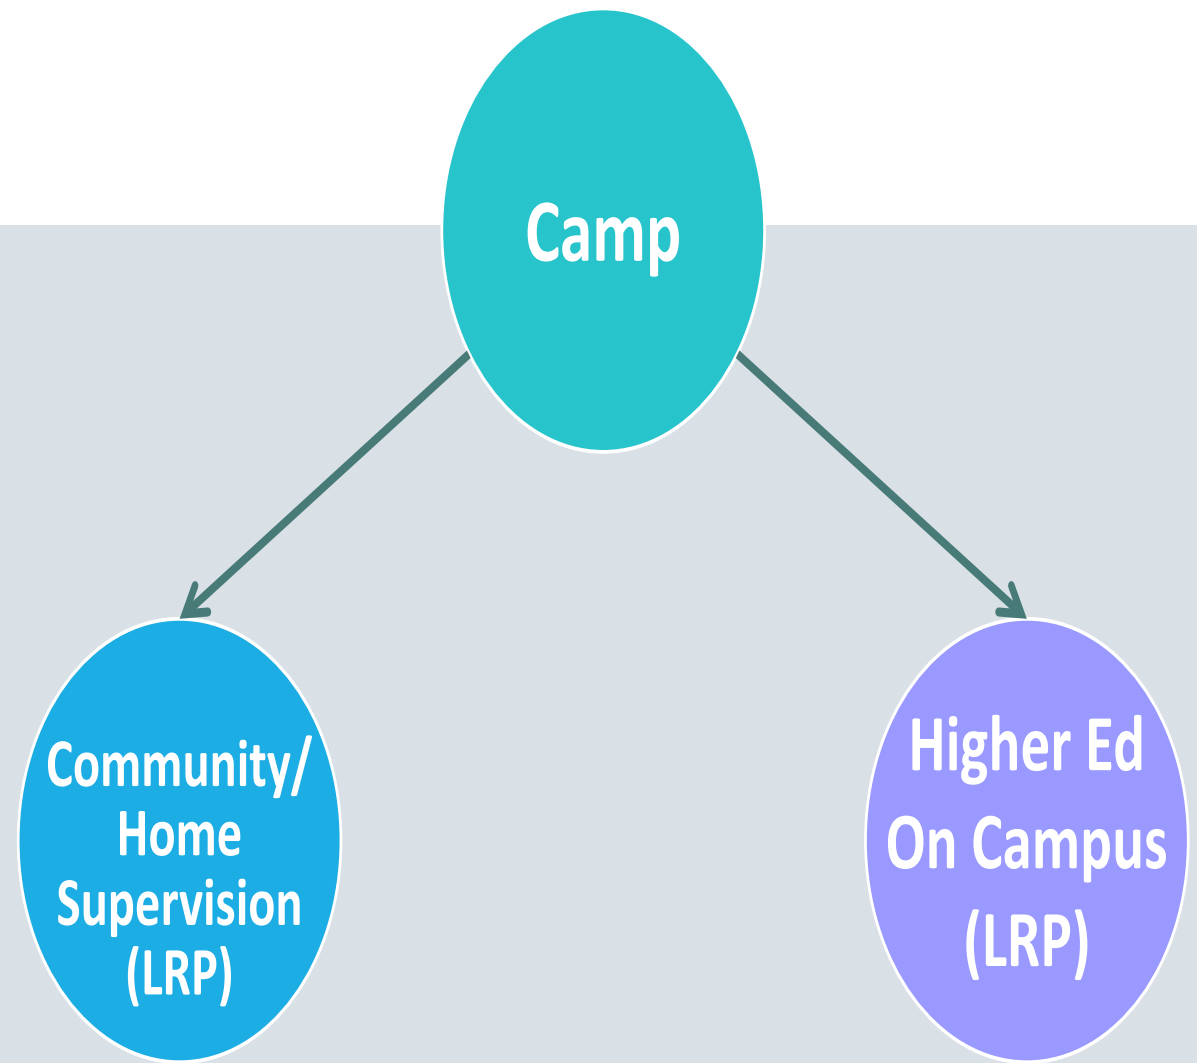 Camp
Community/
Home
Supervision
(LRP)
Higher Ed
On Campus
(LRP)